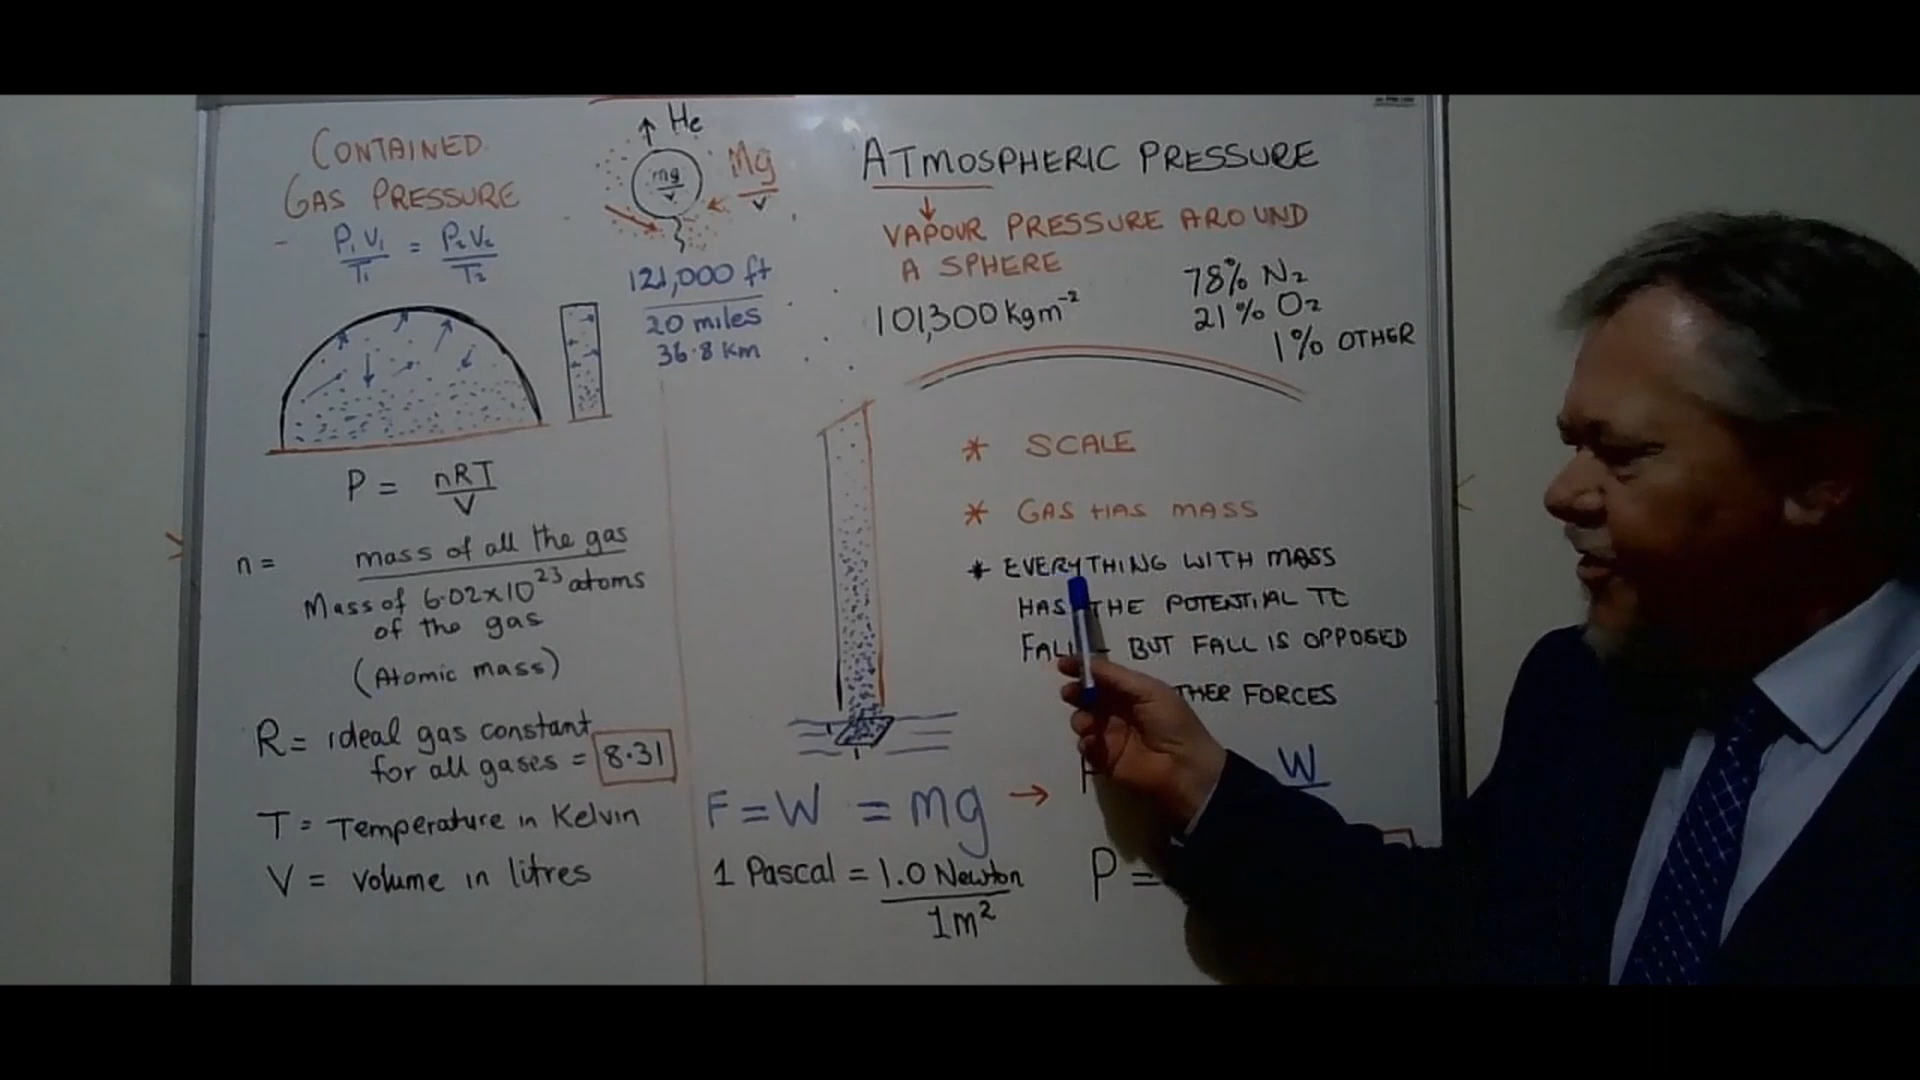 CONTAINED
GAS PRESSURE
P₁V₁/T₁ = P₂V₂/T₂
P = nRT/V
n = mass of all the gas
Mass of 6.02x10²³ atoms
of the gas
(Atomic mass)
R = ideal gas constant
for all gases = 8.31
T = Temperature in Kelvin
V = volume in litres
He
mg/V
Mg/V
121,000 ft
20 miles
36.8 km
ATMOSPHERIC PRESSURE
VAPOUR PRESSURE AROUND
A SPHERE
101,300 Kgm⁻²
78% N₂
21% O₂
1% OTHER
* SCALE
* GAS HAS MASS
* EVERYTHING WITH MASS
HAS THE POTENTIAL TO
FALL - BUT FALL IS OPPOSED
THER FORCES
F = W = mg →
W
1 Pascal = 1.0 Newton
1m²
P =